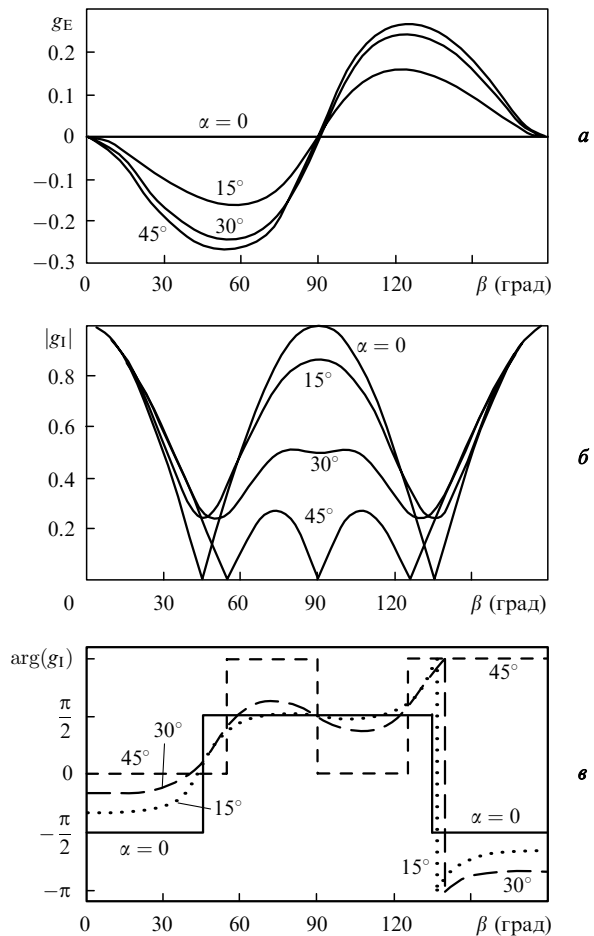 g_E
0.2
0.1
0
−0.1
−0.2
−0.3
α = 0
15°
30°
45°
0 30 60 90 120 β (град)
а
|g_I|
0.8
0.6
0.4
0.2
α = 0
15°
30°
45°
0 30 60 90 120 β (град)
б
arg(g_I)
π/2
0
−π/2
−π
45°
30°
15°
α = 0
45°
α = 0
15°
30°
0 30 60 90 120 β (град)
в